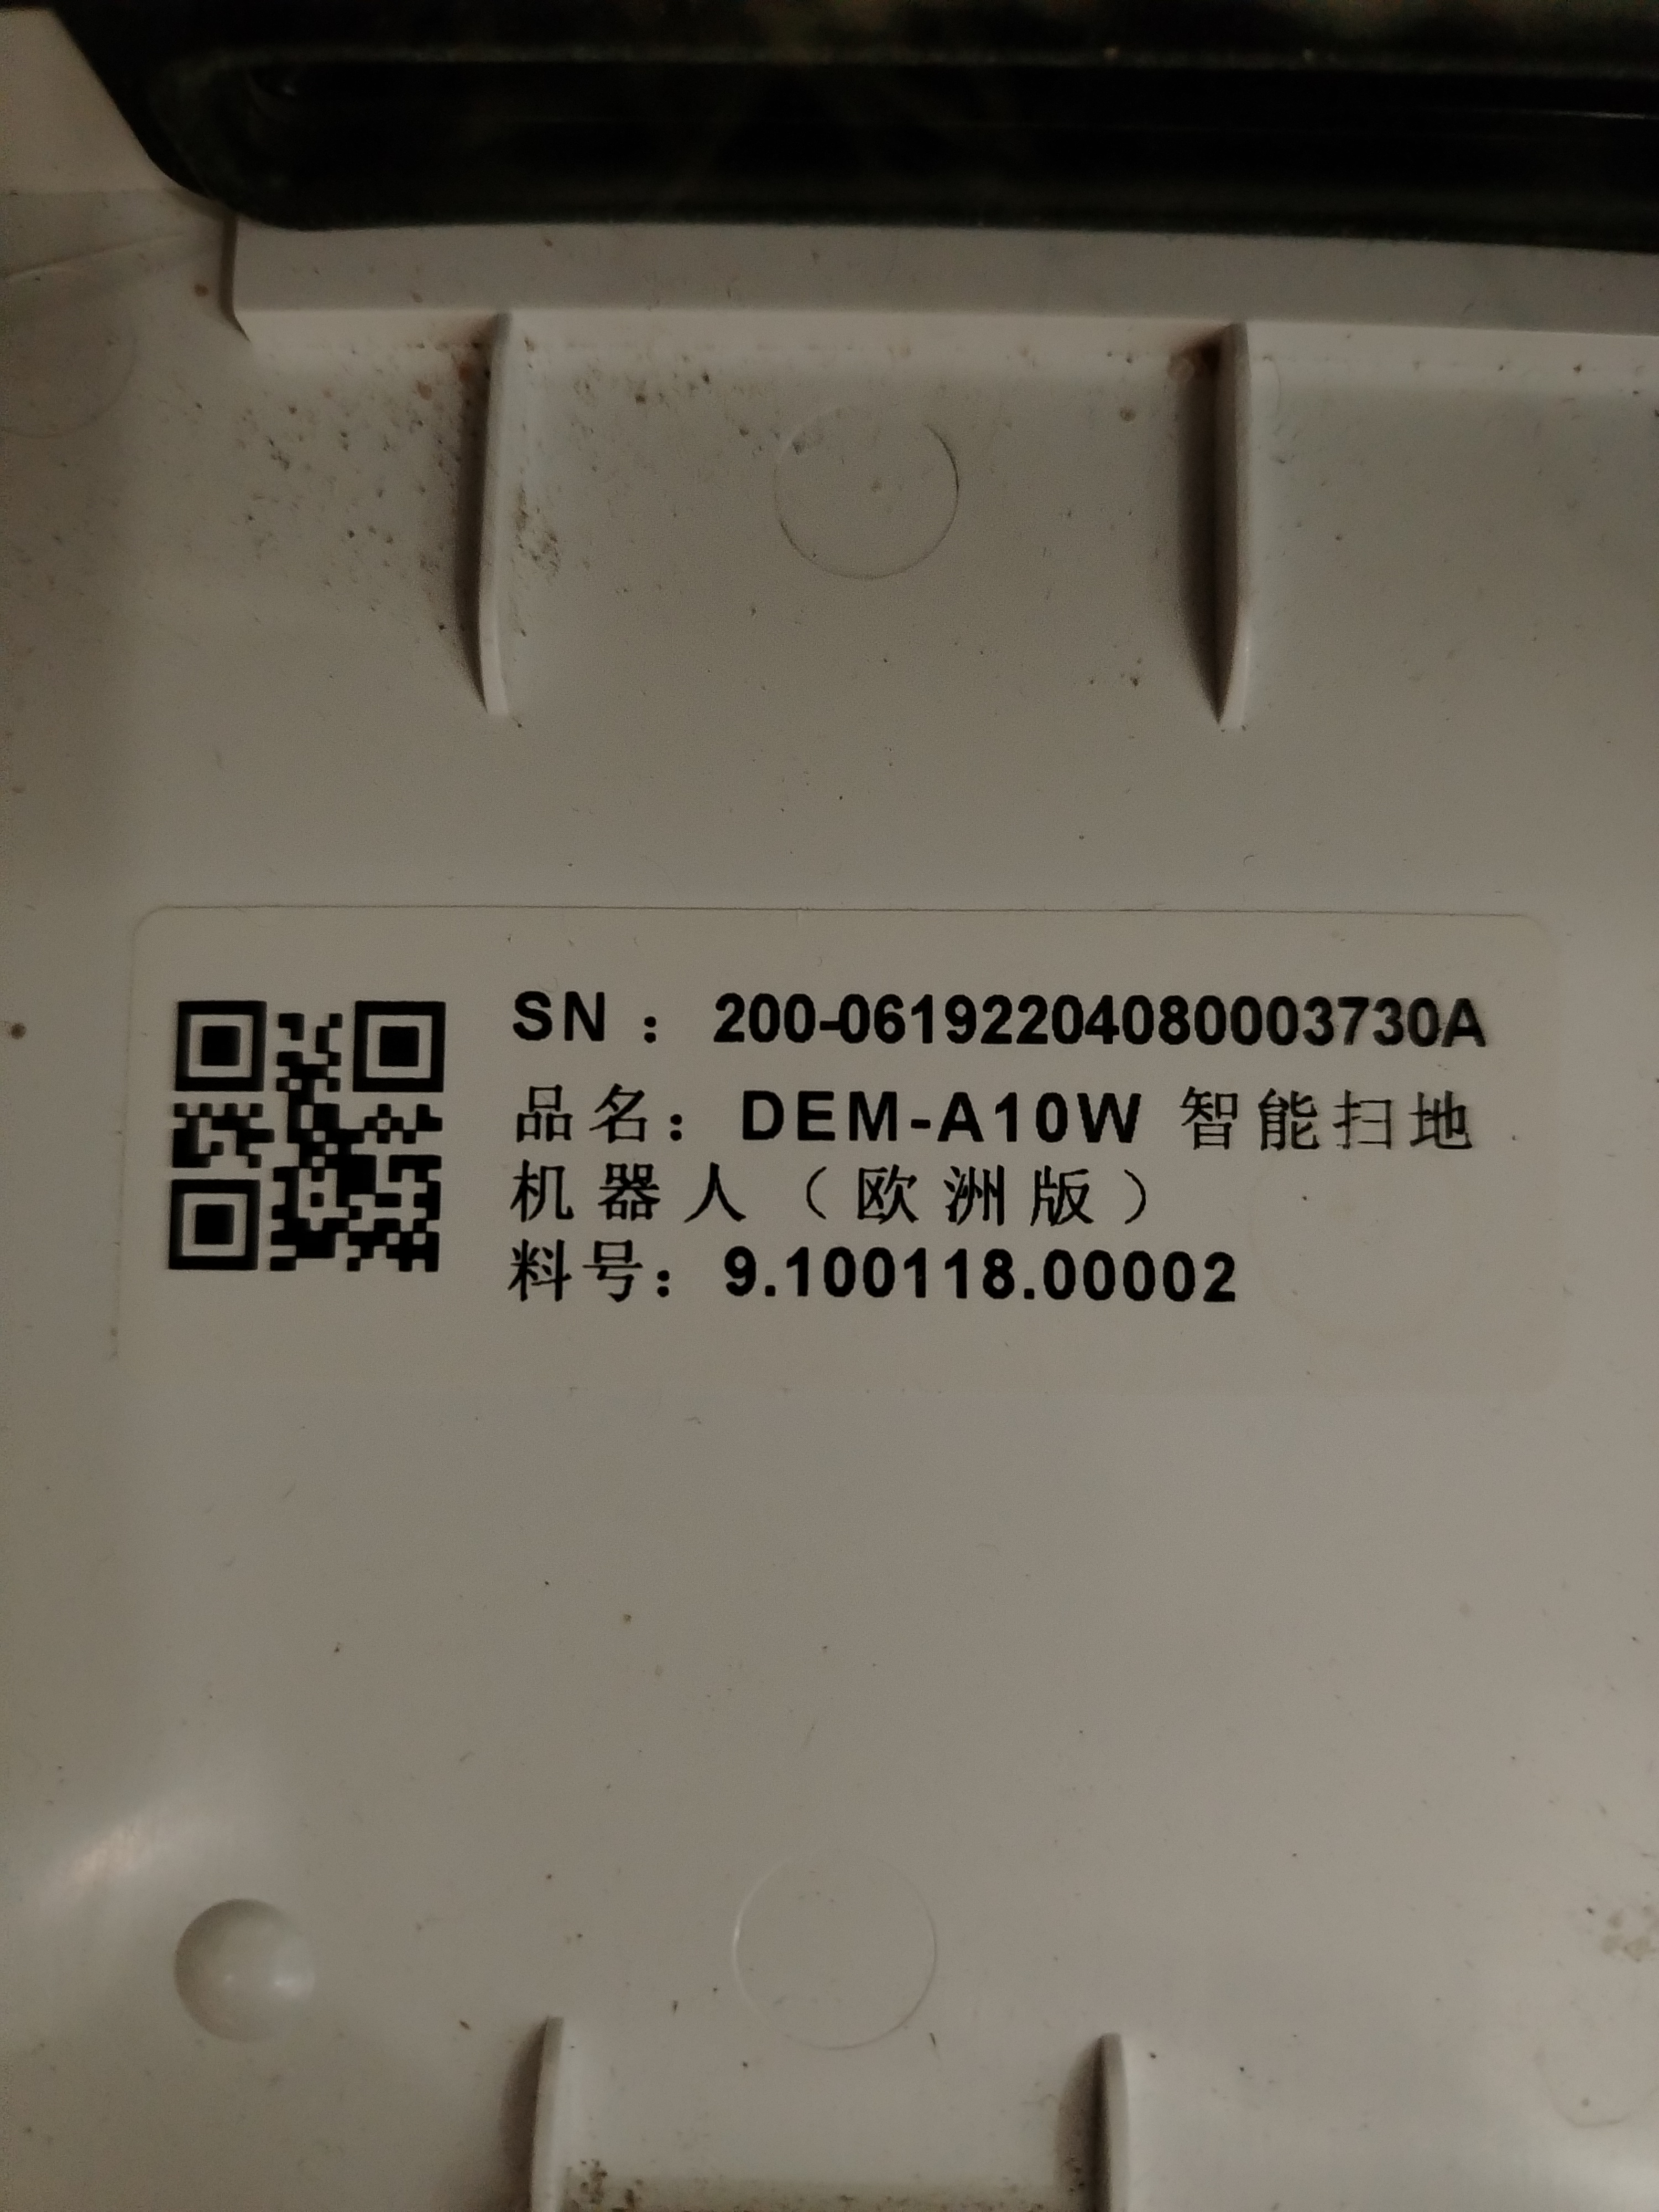 SN：200-06192204080003730A
品名：DEM-A10W 智能扫地
机器人（欧洲版）
料号：9.100118.00002